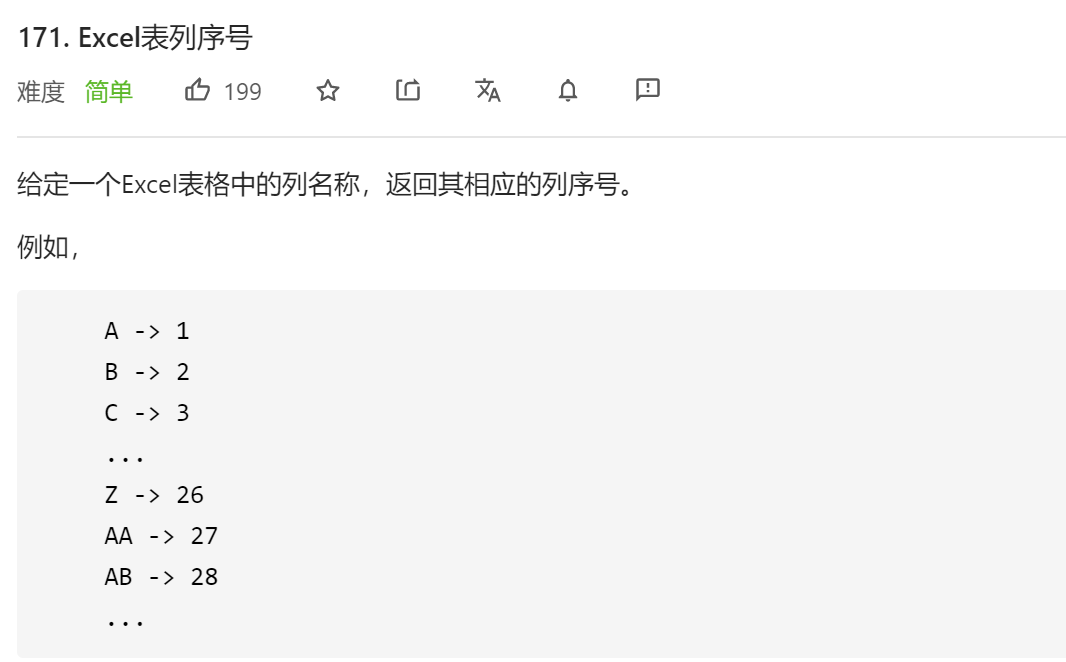 171. Excel表列序号
难度 简单 199
给定一个Excel表格中的列名称，返回其相应的列序号。
例如，
A -> 1
B -> 2
C -> 3
...
Z -> 26
AA -> 27
AB -> 28
...